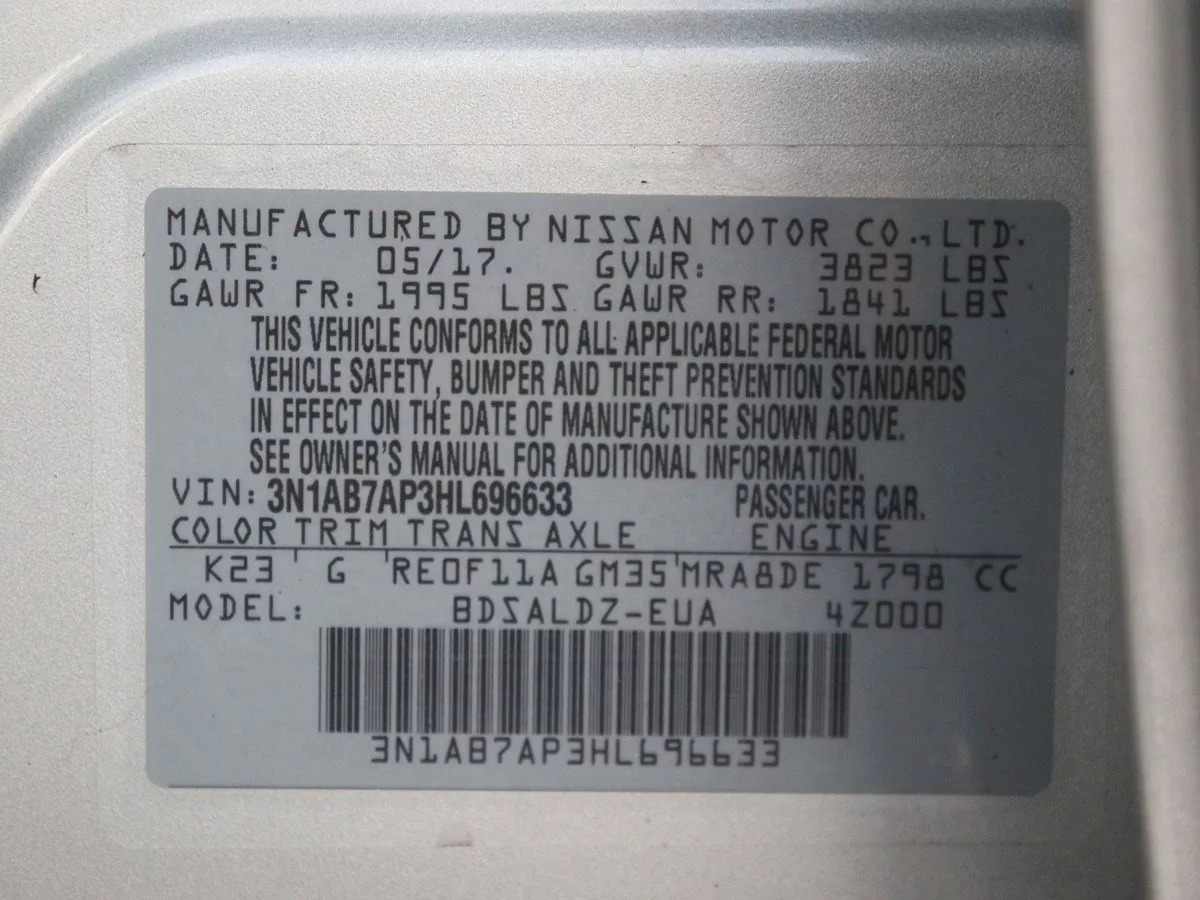 MANUFACTURED BY NISSAN MOTOR CO., LTD.
DATE: 05/17. GVWR: 3823 LBS
GAWR FR: 1995 LBS GAWR RR: 1841 LBS
THIS VEHICLE CONFORMS TO ALL APPLICABLE FEDERAL MOTOR
VEHICLE SAFETY, BUMPER AND THEFT PREVENTION STANDARDS
IN EFFECT ON THE DATE OF MANUFACTURE SHOWN ABOVE.
SEE OWNER'S MANUAL FOR ADDITIONAL INFORMATION.
VIN: 3N1AB7AP3HL696633 PASSENGER CAR.
COLOR TRIM TRANS AXLE ENGINE
K23 G RE0F11A GM35 MRA8DE 1798 CC
MODEL: BDSALDZ-EUA 4Z000
3N1AB7AP3HL696633